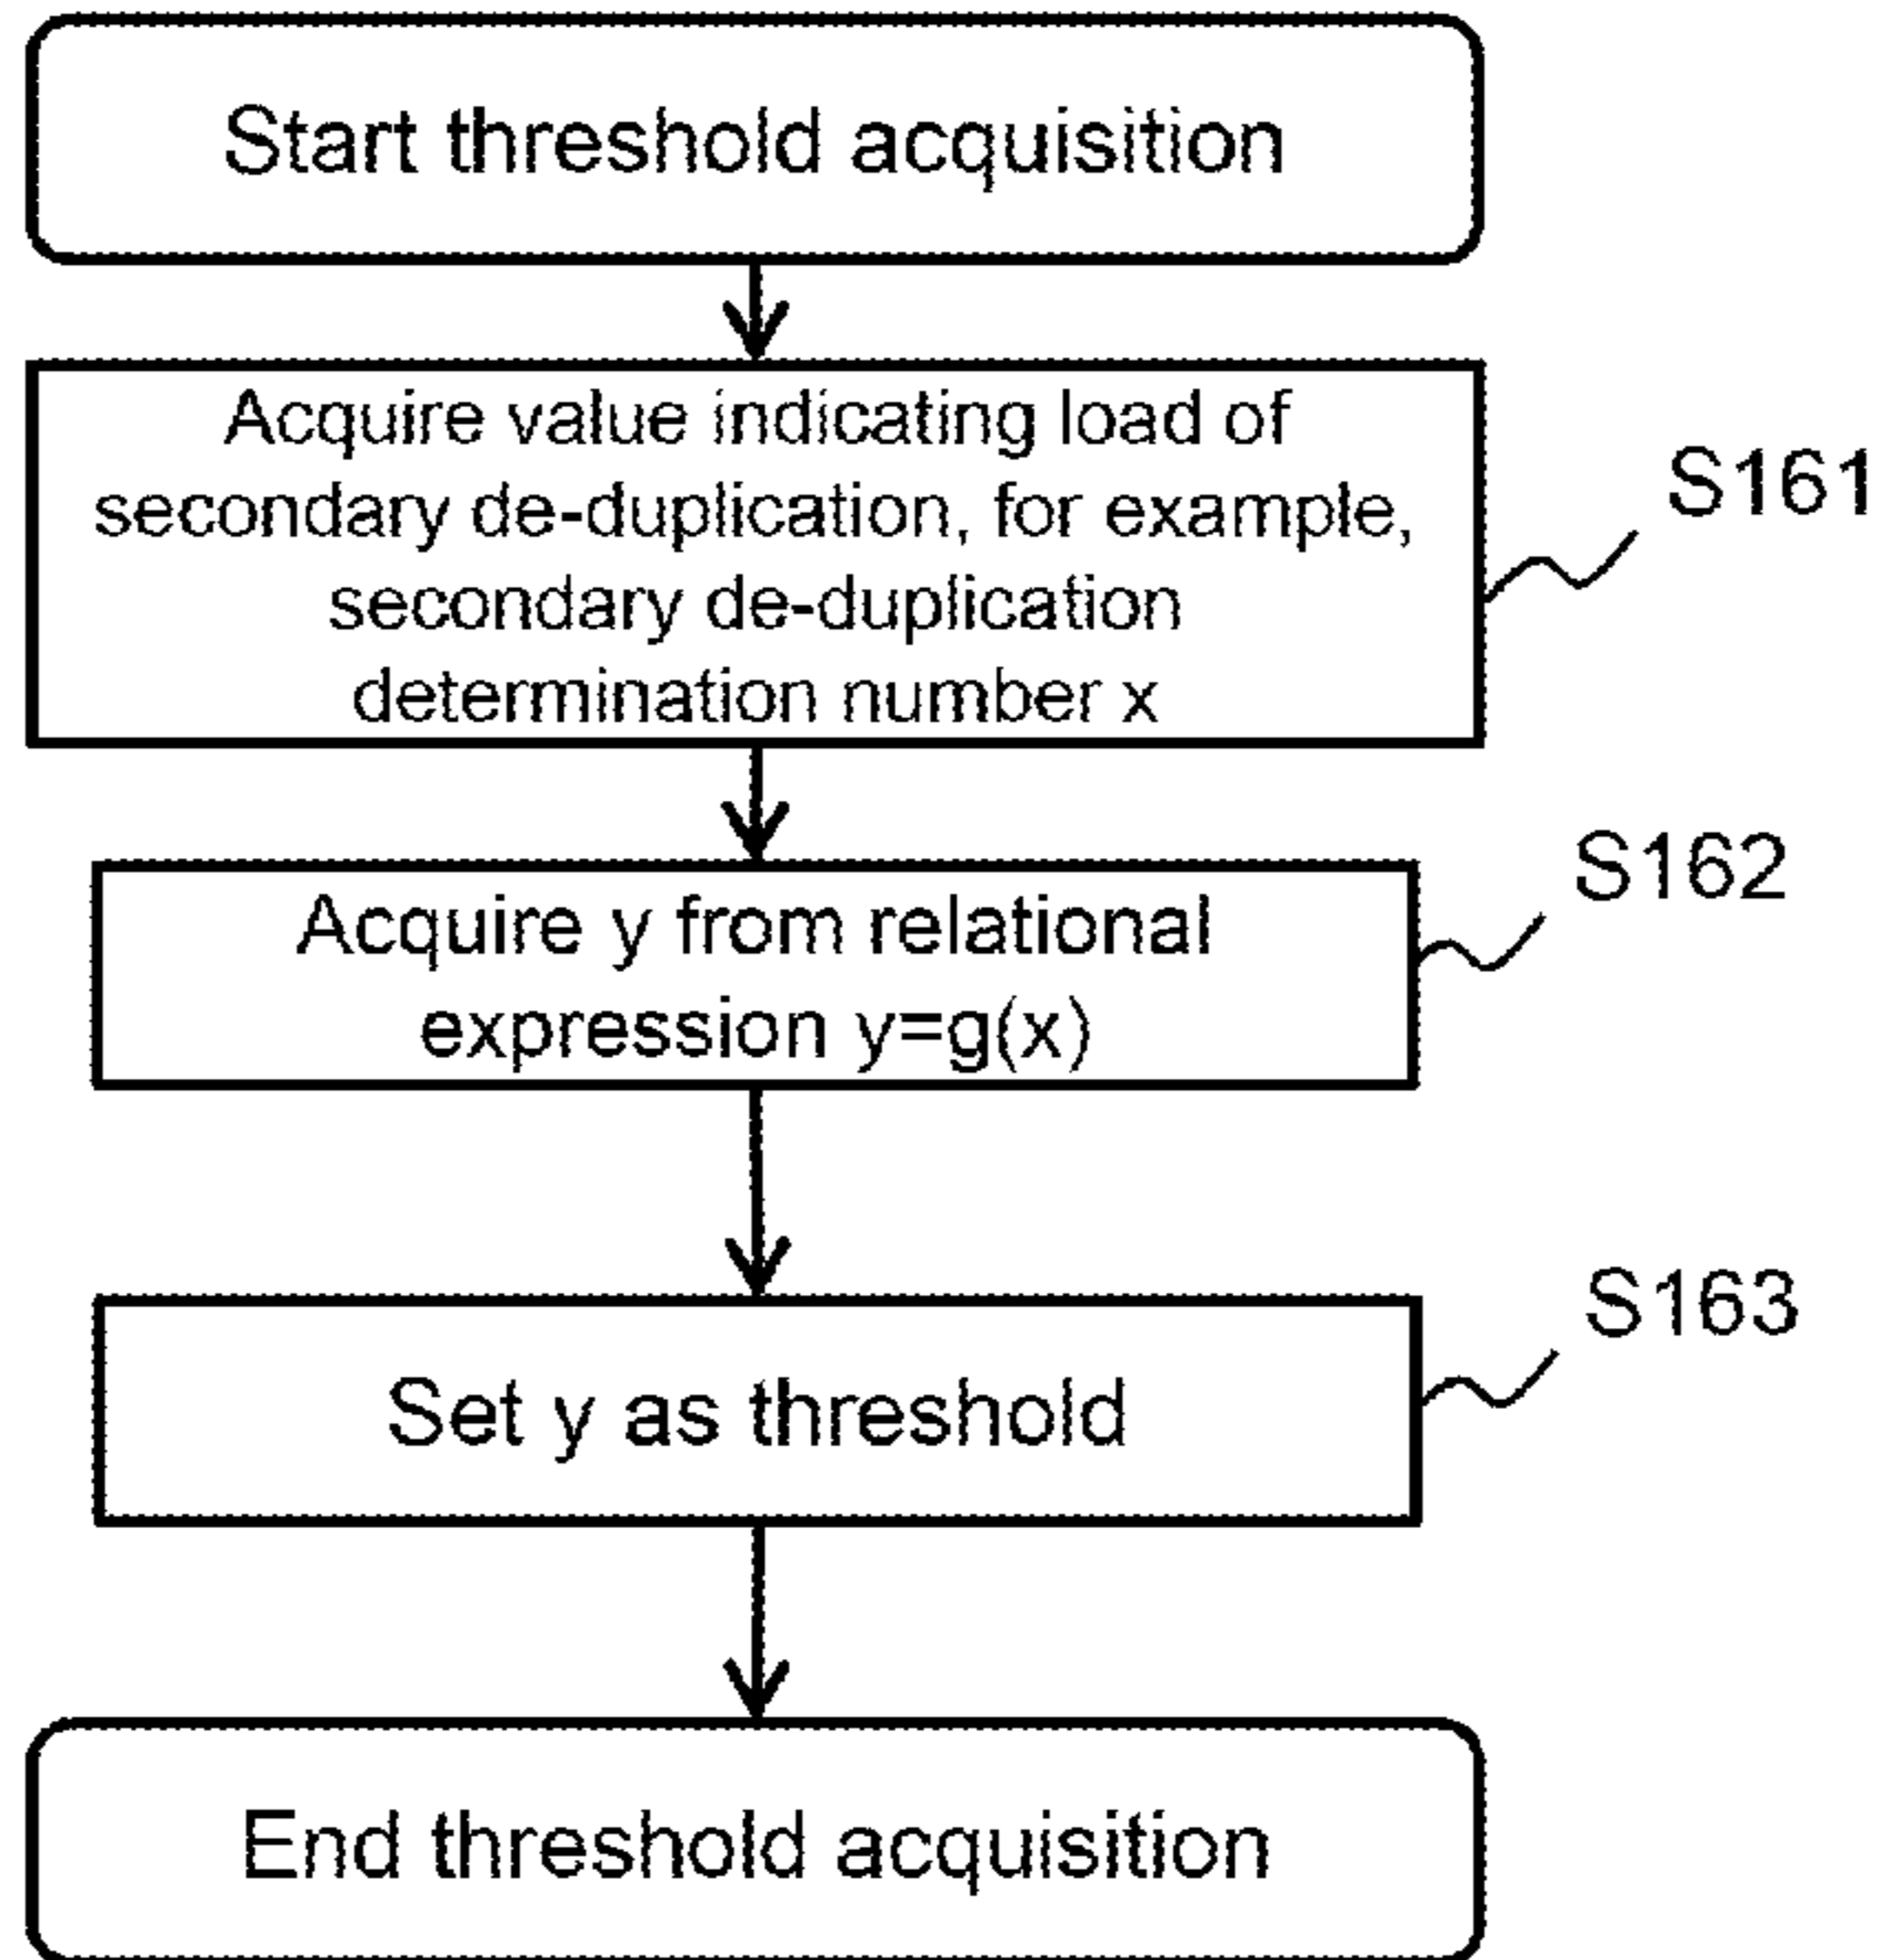 Start threshold acquisition
Acquire value indicating load of
secondary de-duplication, for example,
secondary de-duplication
determination number x
S161
Acquire y from relational
expression y=g(x)
S162
Set y as threshold
S163
End threshold acquisition